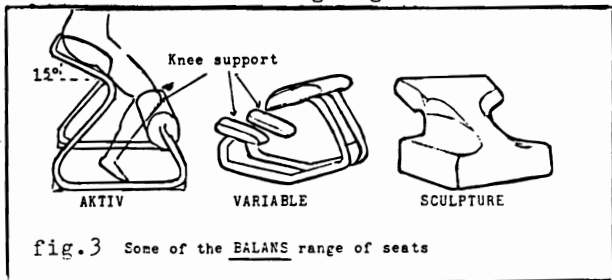 Knee support
15°
AKTIV
VARIABLE
SCULPTURE
fig.3 Some of the BALANS range of seats